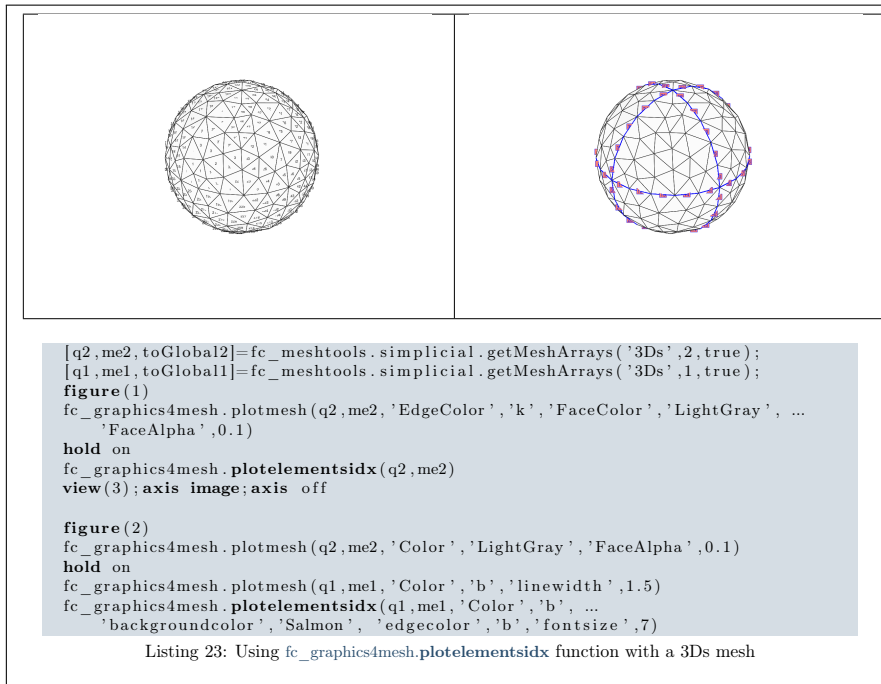 [q2,me2,toGlobal2]=fc_meshtools.simplicial.getMeshArrays('3Ds',2,true);
[q1,me1,toGlobal1]=fc_meshtools.simplicial.getMeshArrays('3Ds',1,true);
figure(1)
fc_graphics4mesh.plotmesh(q2,me2,'EdgeColor','k','FaceColor','LightGray', ...
'FaceAlpha',0.1)
hold on
fc_graphics4mesh.plotelementsidx(q2,me2)
view(3);axis image;axis off
figure(2)
fc_graphics4mesh.plotmesh(q2,me2,'Color','LightGray','FaceAlpha',0.1)
hold on
fc_graphics4mesh.plotmesh(q1,me1,'Color','b','linewidth',1.5)
fc_graphics4mesh.plotelementsidx(q1,me1,'Color','b', ...
'backgroundcolor','Salmon', 'edgecolor','b','fontsize',7)
Listing 23: Using fc_graphics4mesh.plotelementsidx function with a 3Ds mesh